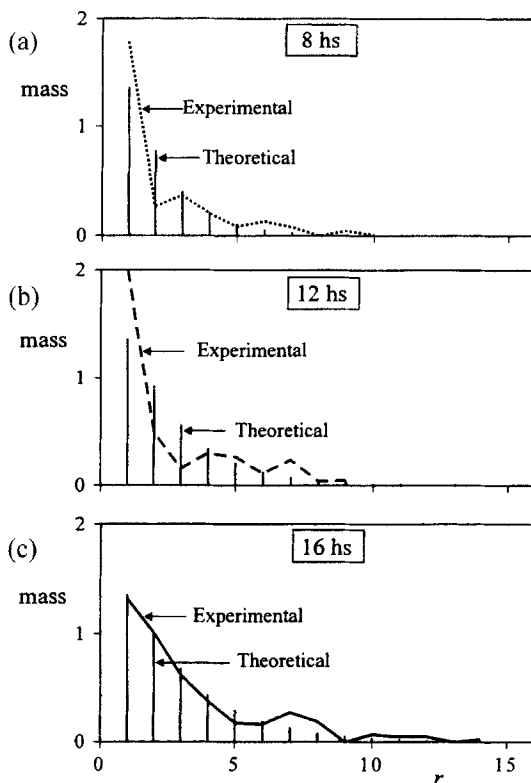 (a)
8 hs
2
mass
Experimental
1
Theoretical
0
(b)
12 hs
2
mass
Experimental
1
Theoretical
0
(c)
16 hs
2
mass
Experimental
1
Theoretical
0
0 5 10 15
r